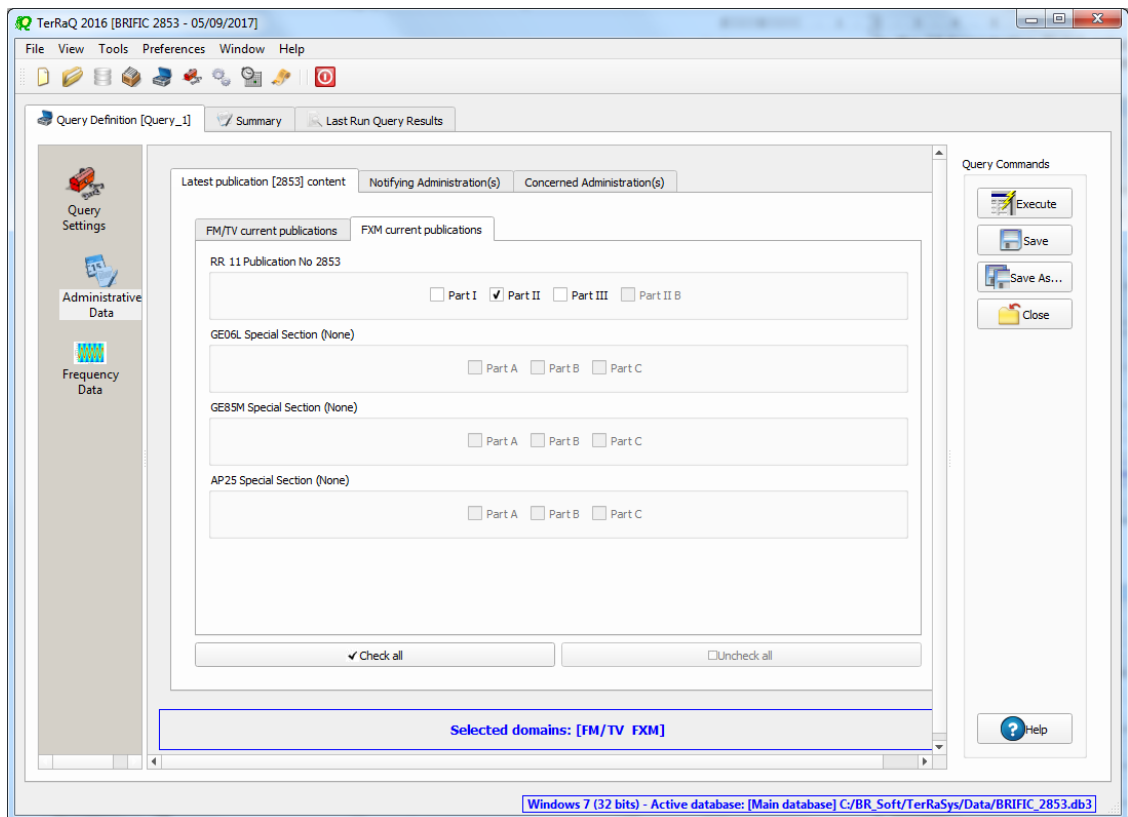 TerRaQ 2016 [BRIFIC 2853 - 05/09/2017]
File View Tools Preferences Window Help
Query Definition [Query_1] Summary Last Run Query Results
Query Settings
Administrative Data
Frequency Data
Latest publication [2853] content Notifying Administration(s) Concerned Administration(s)
FM/TV current publications FXM current publications
RR 11 Publication No 2853
Part I Part II Part III Part II B
GE06L Special Section (None)
Part A Part B Part C
GE85M Special Section (None)
Part A Part B Part C
AP25 Special Section (None)
Part A Part B Part C
Check all Uncheck all
Selected domains: [FM/TV FXM]
Query Commands
Execute
Save
Save As...
Close
Help
Windows 7 (32 bits) - Active database: [Main database] C:/BR_Soft/TerRaSys/Data/BRIFIC_2853.db3